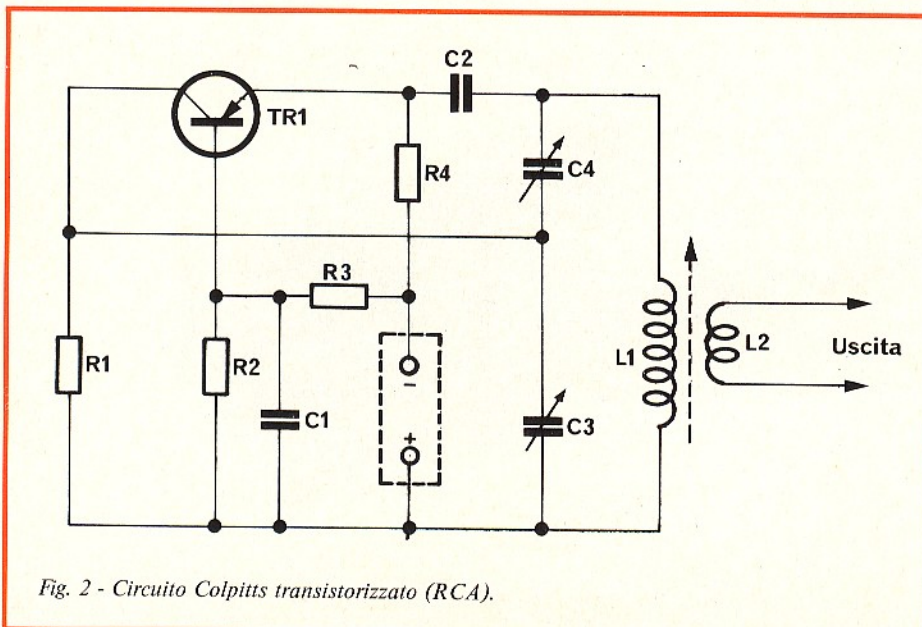 C2
TR1
R4
C4
R3
R1
R2
C1
−
+
C3
L1
L2
Uscita
Fig. 2 - Circuito Colpitts transistorizzato (RCA).